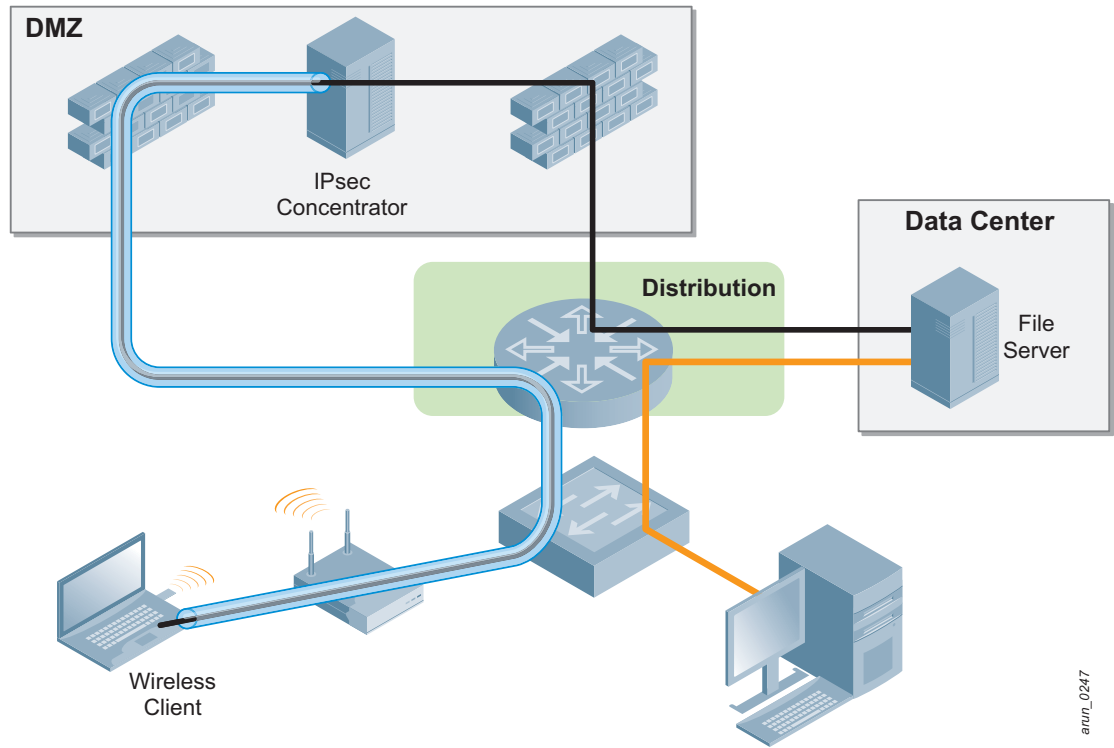 DMZ
IPsec
Concentrator
Data Center
Distribution
File
Server
Wireless
Client
arun_0247